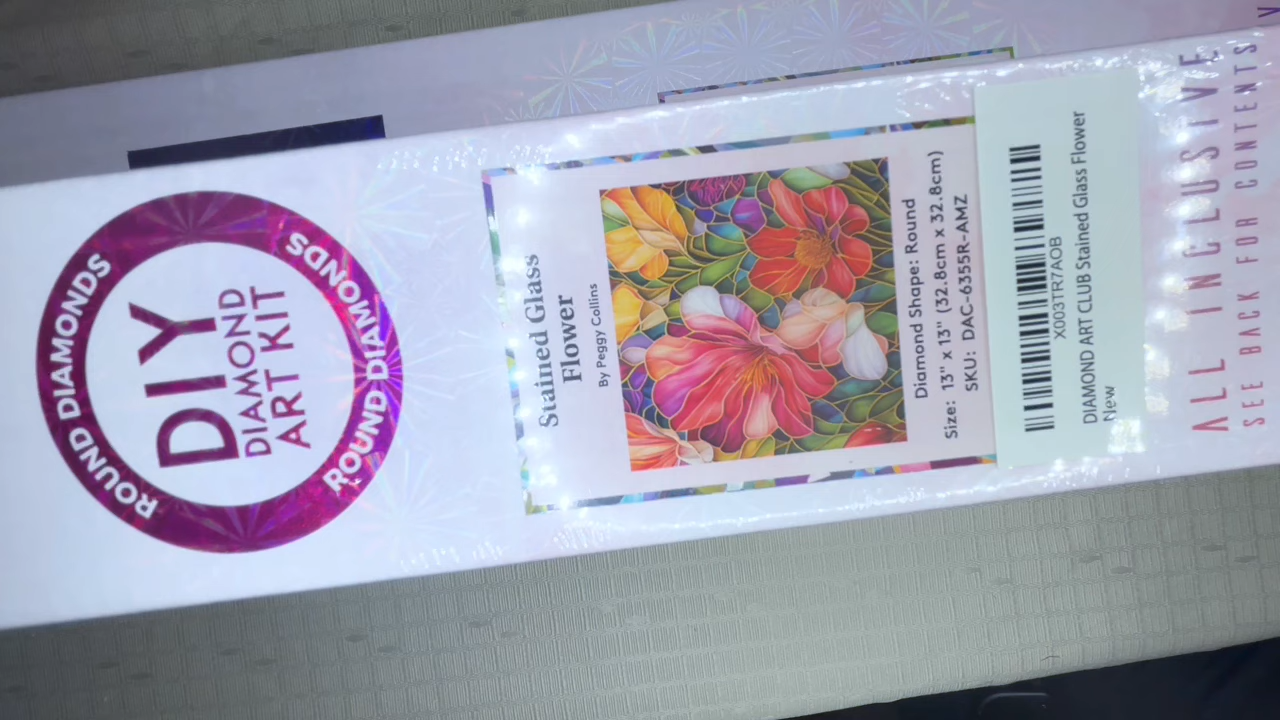 ROUND DIAMONDS
DIY
DIAMOND
ART KIT
ROUND DIAMONDS
Stained Glass
Flower
By Peggy Collins
Diamond Shape: Round
Size: 13" x 13" (32.8cm x 32.8cm)
SKU: DAC-6355R-AMZ
X003TR7AOB
DIAMOND ART CLUB Stained Glass Flower
New
ALL INCLUSIVE
SEE BACK FOR CONTENTS